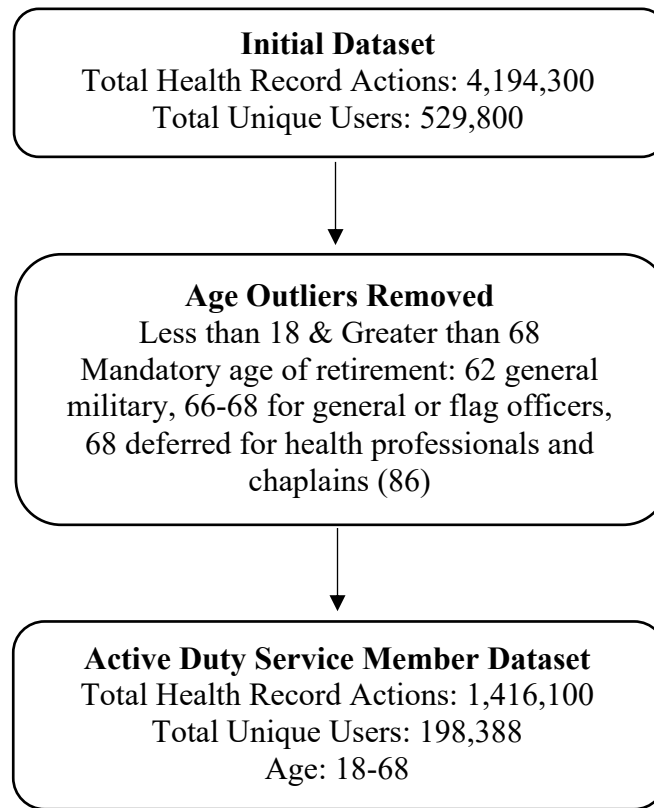 Initial Dataset
Total Health Record Actions: 4,194,300
Total Unique Users: 529,800
Age Outliers Removed
Less than 18 & Greater than 68
Mandatory age of retirement: 62 general
military, 66-68 for general or flag officers,
68 deferred for health professionals and
chaplains (86)
Active Duty Service Member Dataset
Total Health Record Actions: 1,416,100
Total Unique Users: 198,388
Age: 18-68